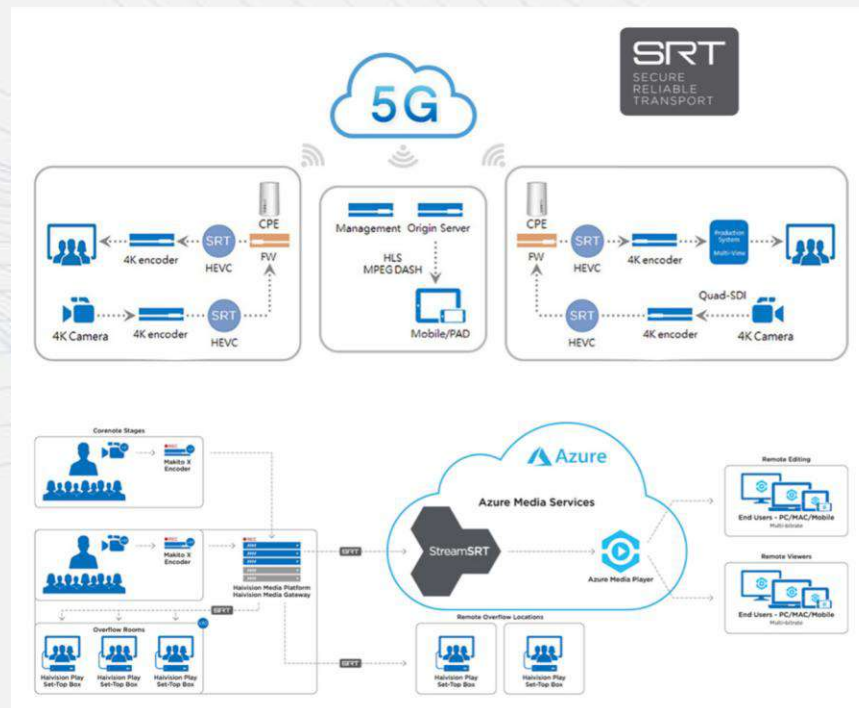 5G
SRT
SECURE
RELIABLE
TRANSPORT
CPE
4K encoder
SRT
HEVC
FW
4K Camera
4K encoder
SRT
HEVC
Management
Origin Server
HLS
MPEG DASH
Mobile/PAD
CPE
FW
SRT
HEVC
4K encoder
Production
System
Multi-View
Quad-SDI
SRT
HEVC
4K encoder
4K Camera
Corenote Stages
REC
Makito X
Encoder
REC
Makito X
Encoder
REC
Haivision Media Platform
Haivision Media Gateway
SRT
SRT
Overflow Rooms
Haivision Play
Set-Top Box
Haivision Play
Set-Top Box
Haivision Play
Set-Top Box
SRT
Remote Overflow Locations
Haivision Play
Set-Top Box
Haivision Play
Set-Top Box
Azure
Azure Media Services
StreamSRT
Azure Media Player
Remote Editing
End Users - PC/MAC/Mobile
Multi-bitrate
Remote Viewers
End Users - PC/MAC/Mobile
Multi-bitrate